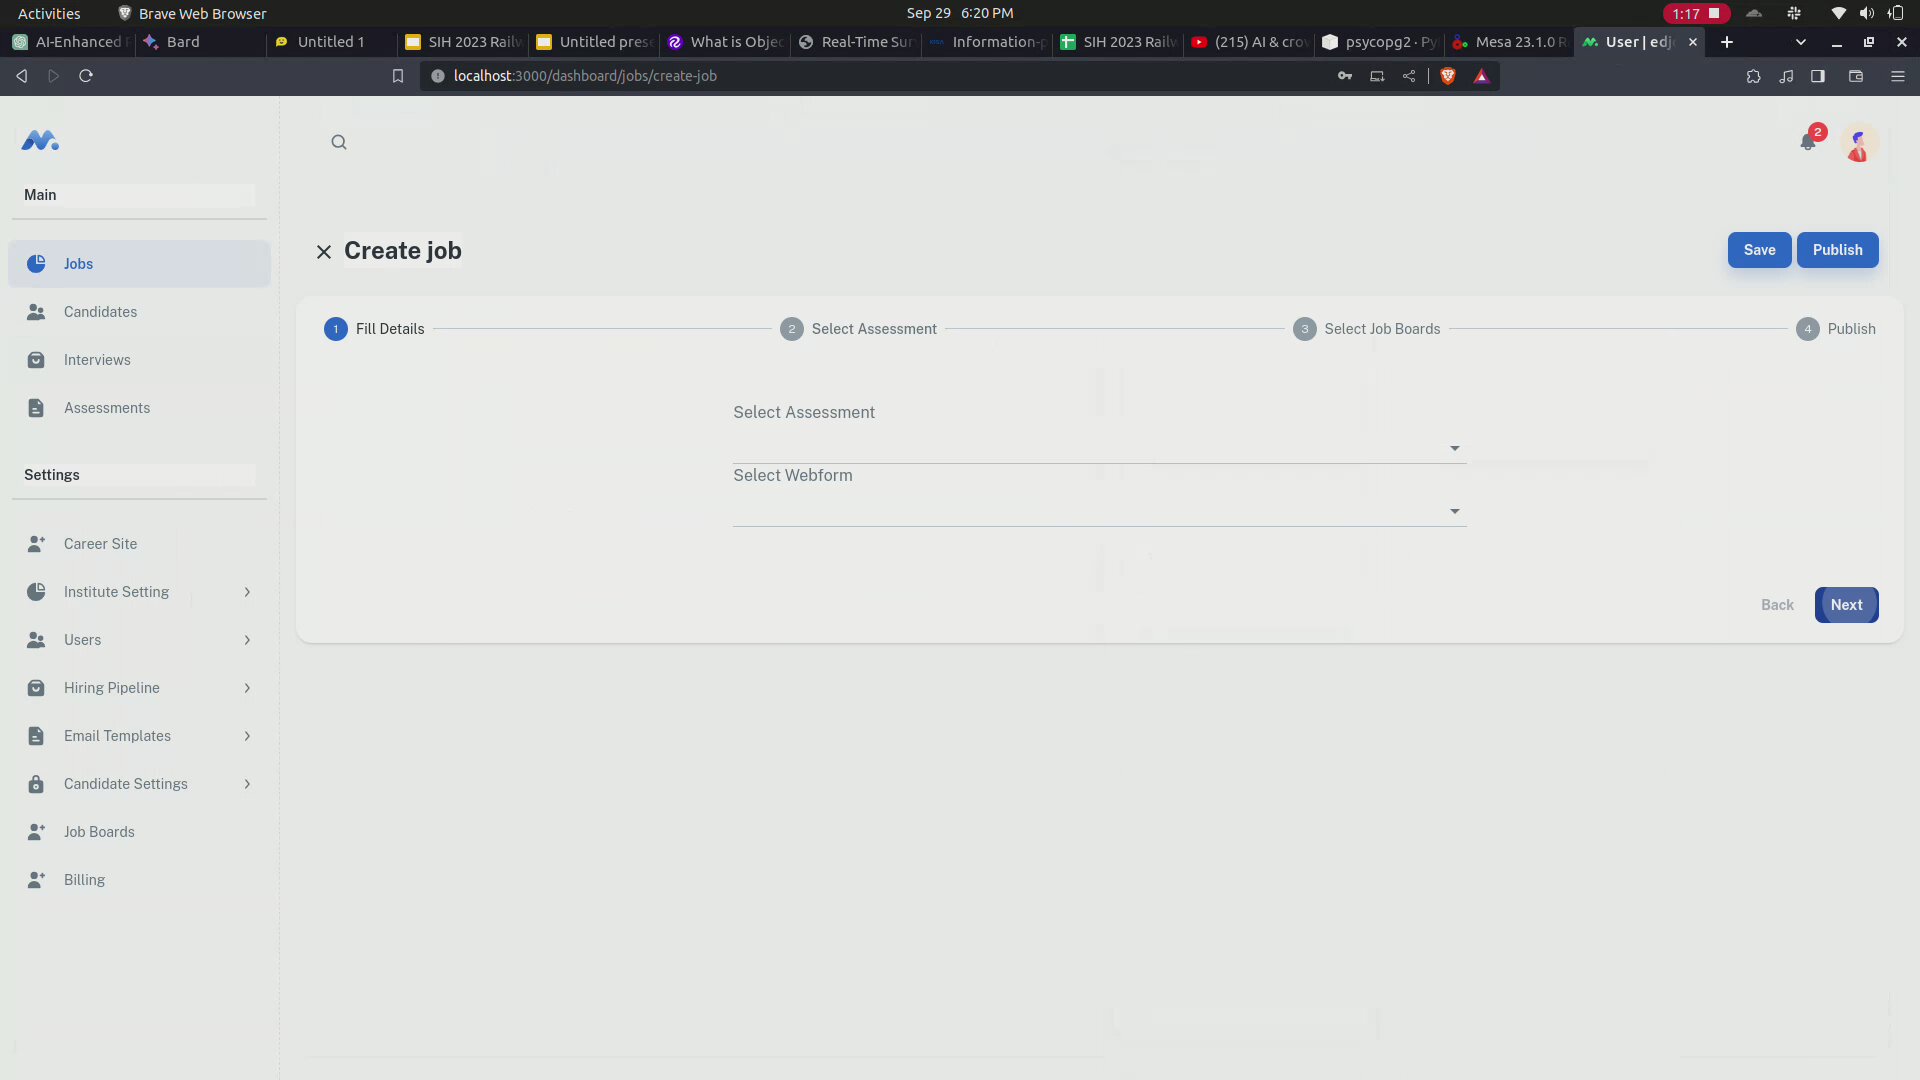 Activities Brave Web Browser Sep 29 6:20 PM 1:17
AI-Enhanced Bard Untitled 1 SIH 2023 Railw Untitled prese What is Objec Real-Time Sur Information-p SIH 2023 Railw (215) AI & crow psycopg2 · Py Mesa 23.1.0 R User | edj
localhost:3000/dashboard/jobs/create-job
2
Main
Create job
Save Publish
Jobs
1 Fill Details 2 Select Assessment 3 Select Job Boards 4 Publish
Candidates
Interviews
Assessments
Select Assessment
Select Webform
Settings
Career Site
Institute Setting
Back Next
Users
Hiring Pipeline
Email Templates
Candidate Settings
Job Boards
Billing